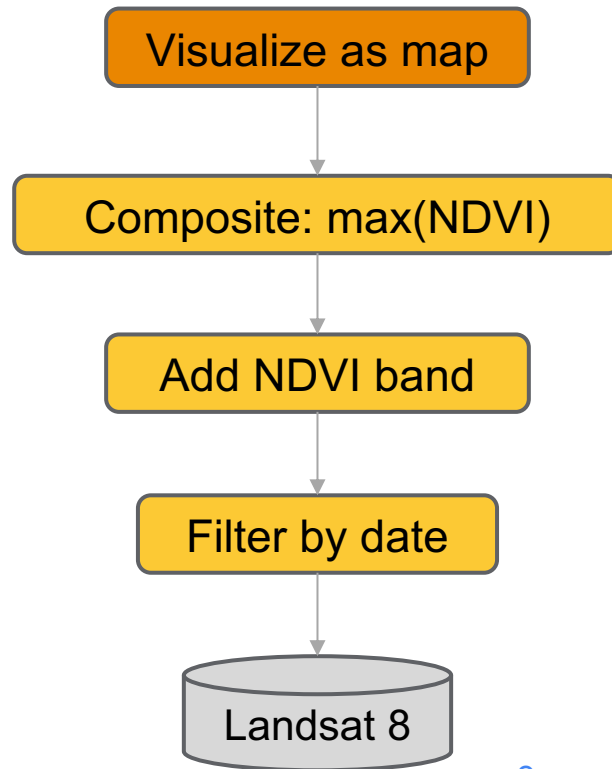 Visualize as map
Composite: max(NDVI)
Add NDVI band
Filter by date
Landsat 8